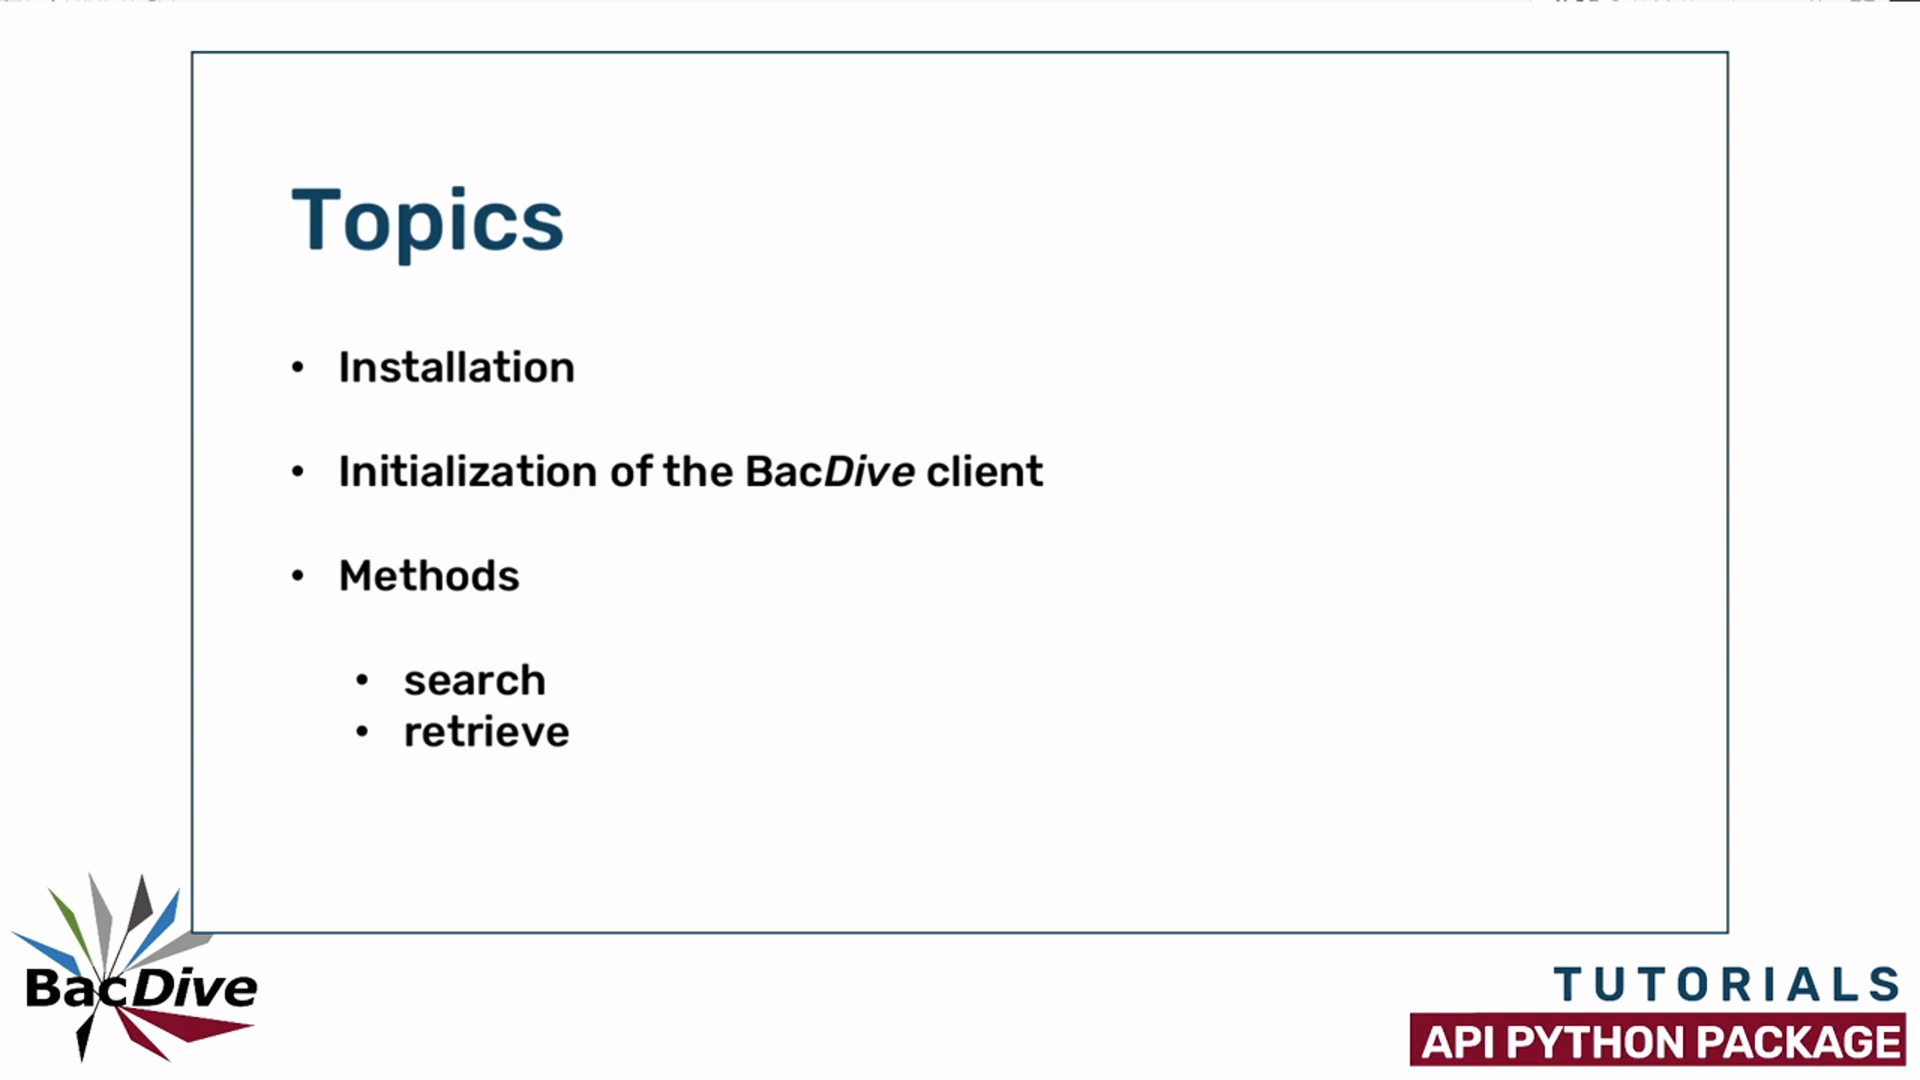 Topics
• Installation
• Initialization of the BacDive client
• Methods
• search
• retrieve
BacDive
TUTORIALS
API PYTHON PACKAGE